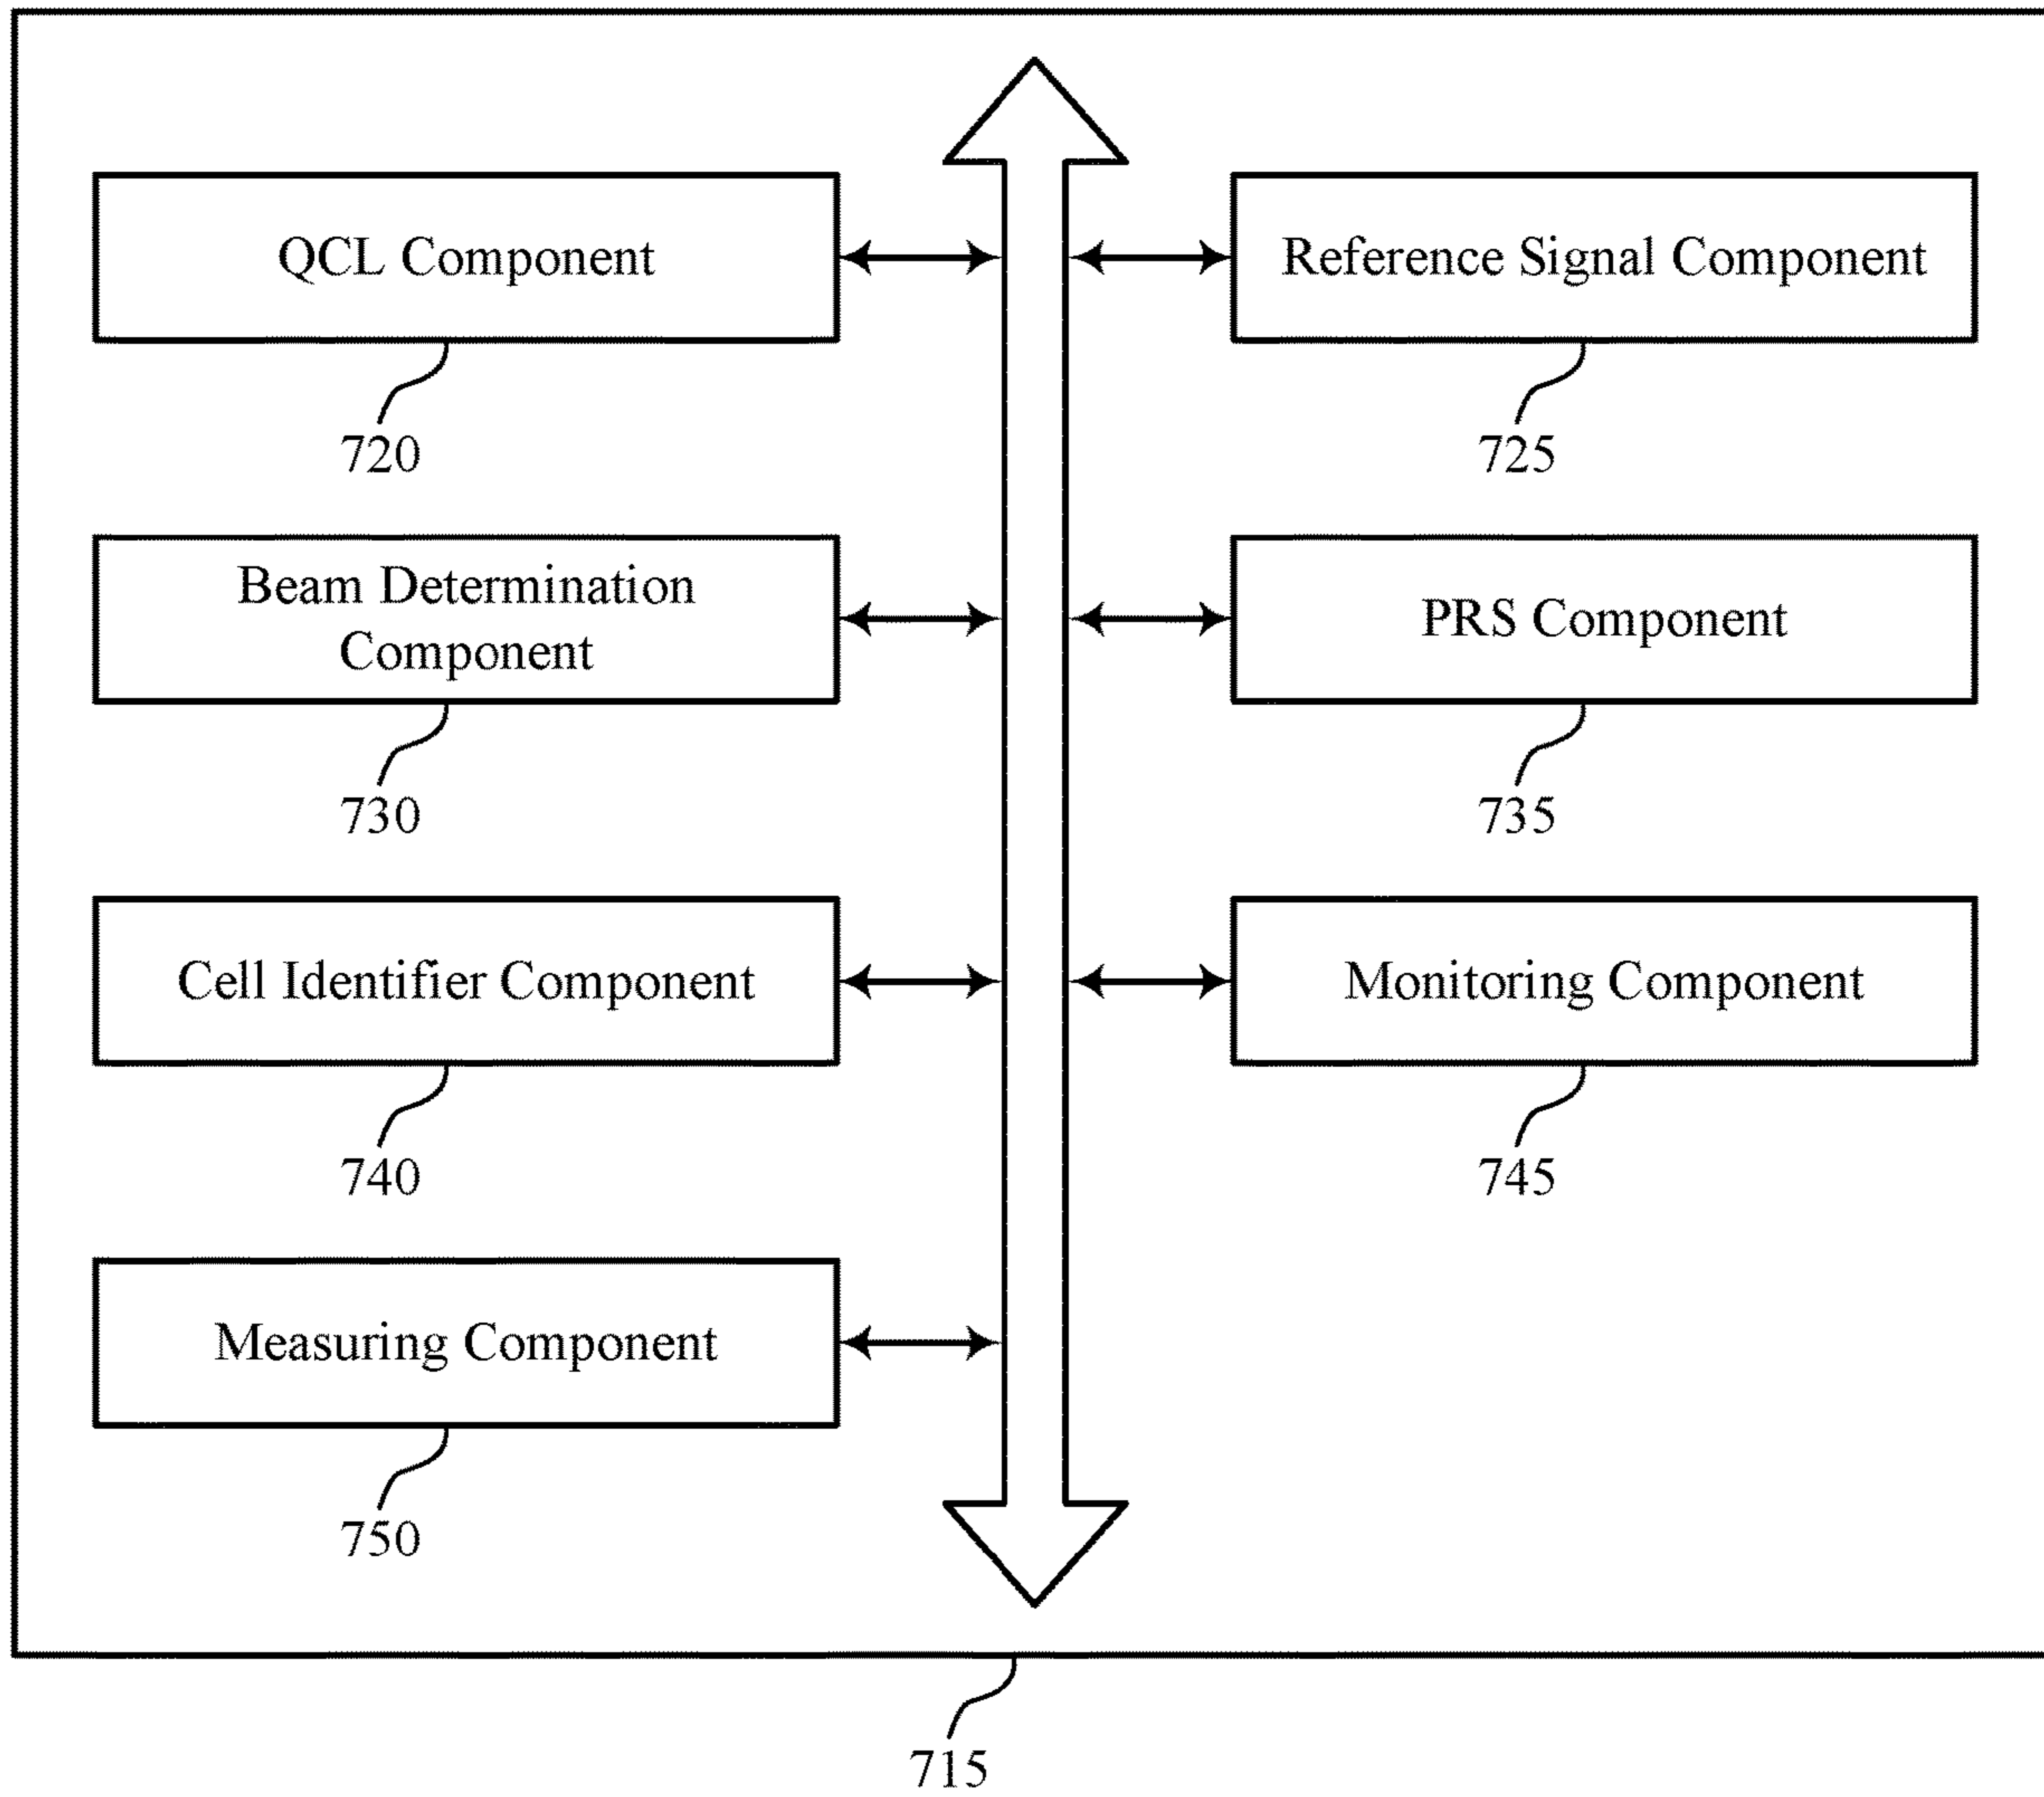 QCL Component
720
Reference Signal Component
725
Beam Determination
Component
730
PRS Component
735
Cell Identifier Component
740
Monitoring Component
745
Measuring Component
750
715